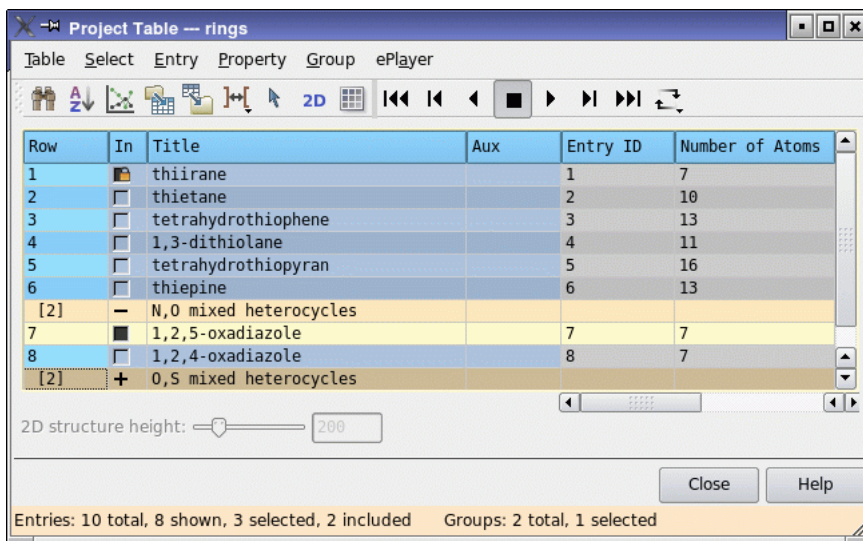 Project Table --- rings
Table Select Entry Property Group ePlayer
A Z 2D
Row In Title Aux Entry ID Number of Atoms
1 thiirane 1 7
2 thietane 2 10
3 tetrahydrothiophene 3 13
4 1,3-dithiolane 4 11
5 tetrahydrothiopyran 5 16
6 thiepine 6 13
[2] − N,O mixed heterocycles
7 1,2,5-oxadiazole 7 7
8 1,2,4-oxadiazole 8 7
[2] + O,S mixed heterocycles
2D structure height: 200
Close Help
Entries: 10 total, 8 shown, 3 selected, 2 included Groups: 2 total, 1 selected